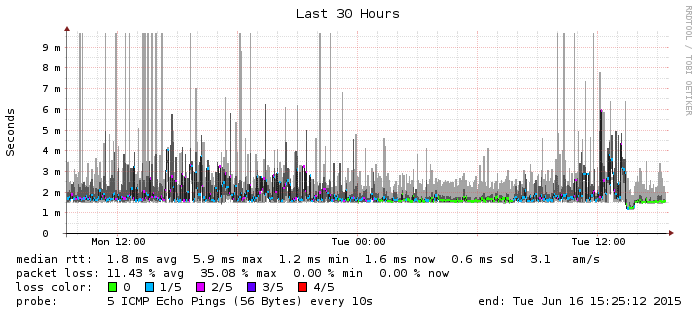 Last 30 Hours
RRDTOOL / TOBI OETIKER
Seconds
9 m
8 m
7 m
6 m
5 m
4 m
3 m
2 m
1 m
0
Mon 12:00 Tue 00:00 Tue 12:00
median rtt: 1.8 ms avg 5.9 ms max 1.2 ms min 1.6 ms now 0.6 ms sd 3.1 am/s
packet loss: 11.43 % avg 35.08 % max 0.00 % min 0.00 % now
loss color: 0 1/5 2/5 3/5 4/5
probe: 5 ICMP Echo Pings (56 Bytes) every 10s end: Tue Jun 16 15:25:12 2015